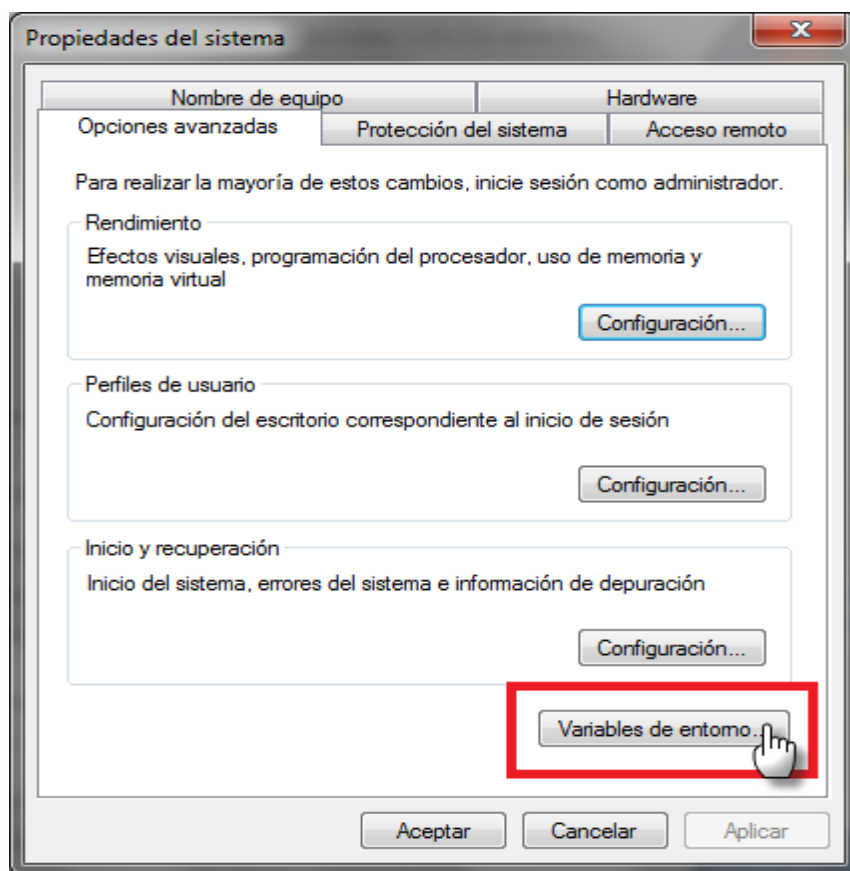 Propiedades del sistema
Nombre de equipo
Hardware
Opciones avanzadas
Protección del sistema
Acceso remoto
Para realizar la mayoría de estos cambios, inicie sesión como administrador.
Rendimiento
Efectos visuales, programación del procesador, uso de memoria y
memoria virtual
Configuración...
Perfiles de usuario
Configuración del escritorio correspondiente al inicio de sesión
Configuración...
Inicio y recuperación
Inicio del sistema, errores del sistema e información de depuración
Configuración...
Variables de entorno...
Aceptar
Cancelar
Aplicar